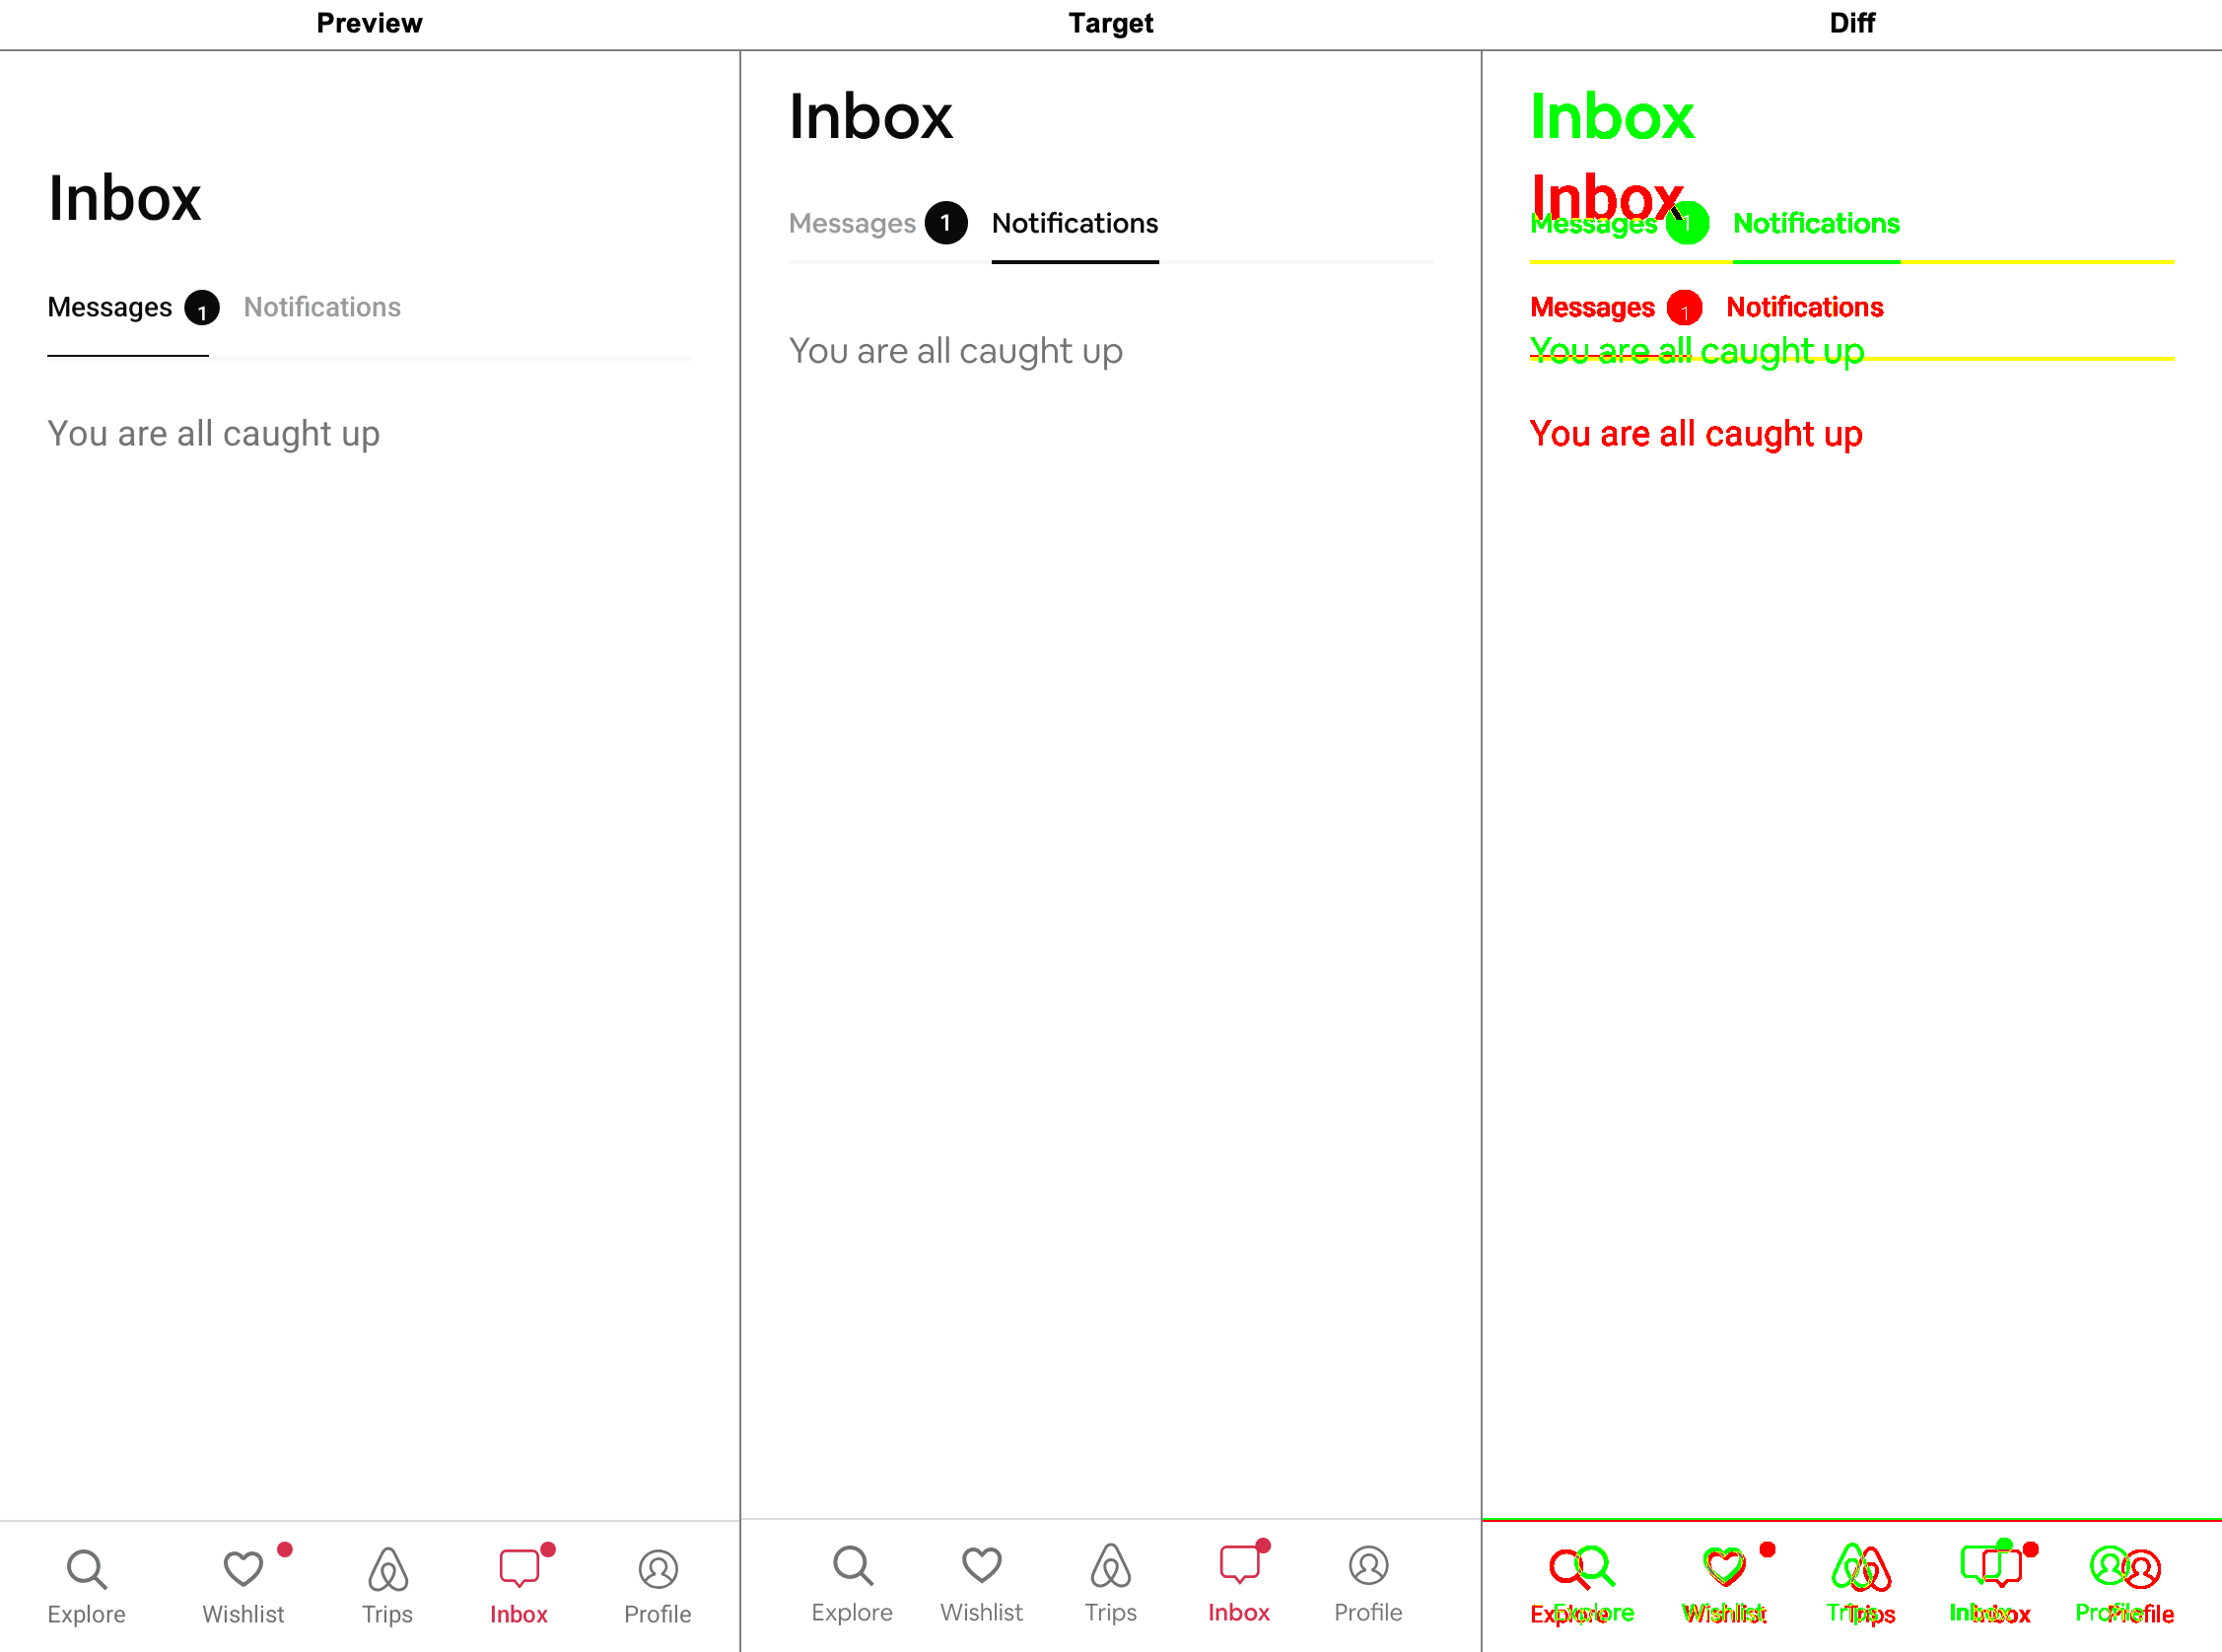 Preview Target Diff
Inbox
Messages 1 Notifications
You are all caught up
Explore Wishlist Trips Inbox Profile
Inbox
Messages 1 Notifications
You are all caught up
Explore Wishlist Trips Inbox Profile
Inbox
Inbox
Messages 1 Notifications
Messages 1 Notifications
You are all caught up
You are all caught up
Explore Explore Wishlist Wishlist Trips Trips Inbox Inbox Profile Profile